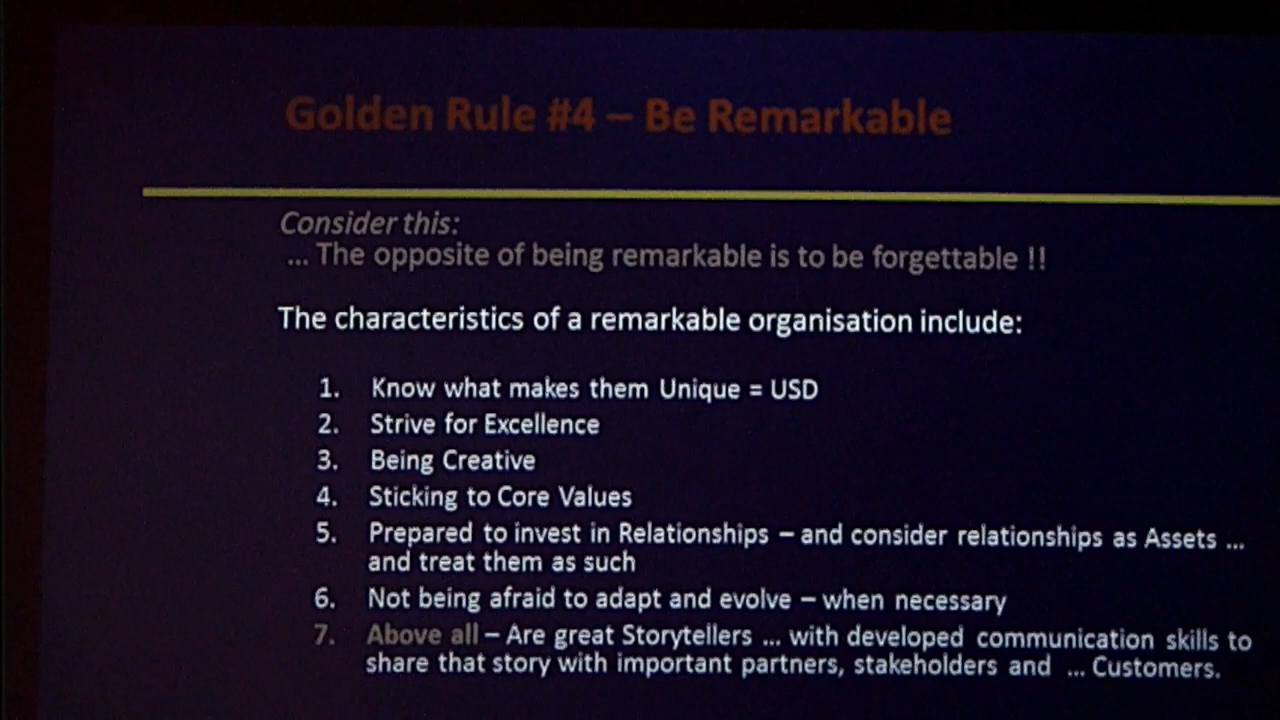 Golden Rule #4 – Be Remarkable
Consider this:
... The opposite of being remarkable is to be forgettable !!
The characteristics of a remarkable organisation include:
1. Know what makes them Unique = USD
2. Strive for Excellence
3. Being Creative
4. Sticking to Core Values
5. Prepared to invest in Relationships – and consider relationships as Assets ...
and treat them as such
6. Not being afraid to adapt and evolve – when necessary
7. Above all – Are great Storytellers ... with developed communication skills to
share that story with important partners, stakeholders and ... Customers.